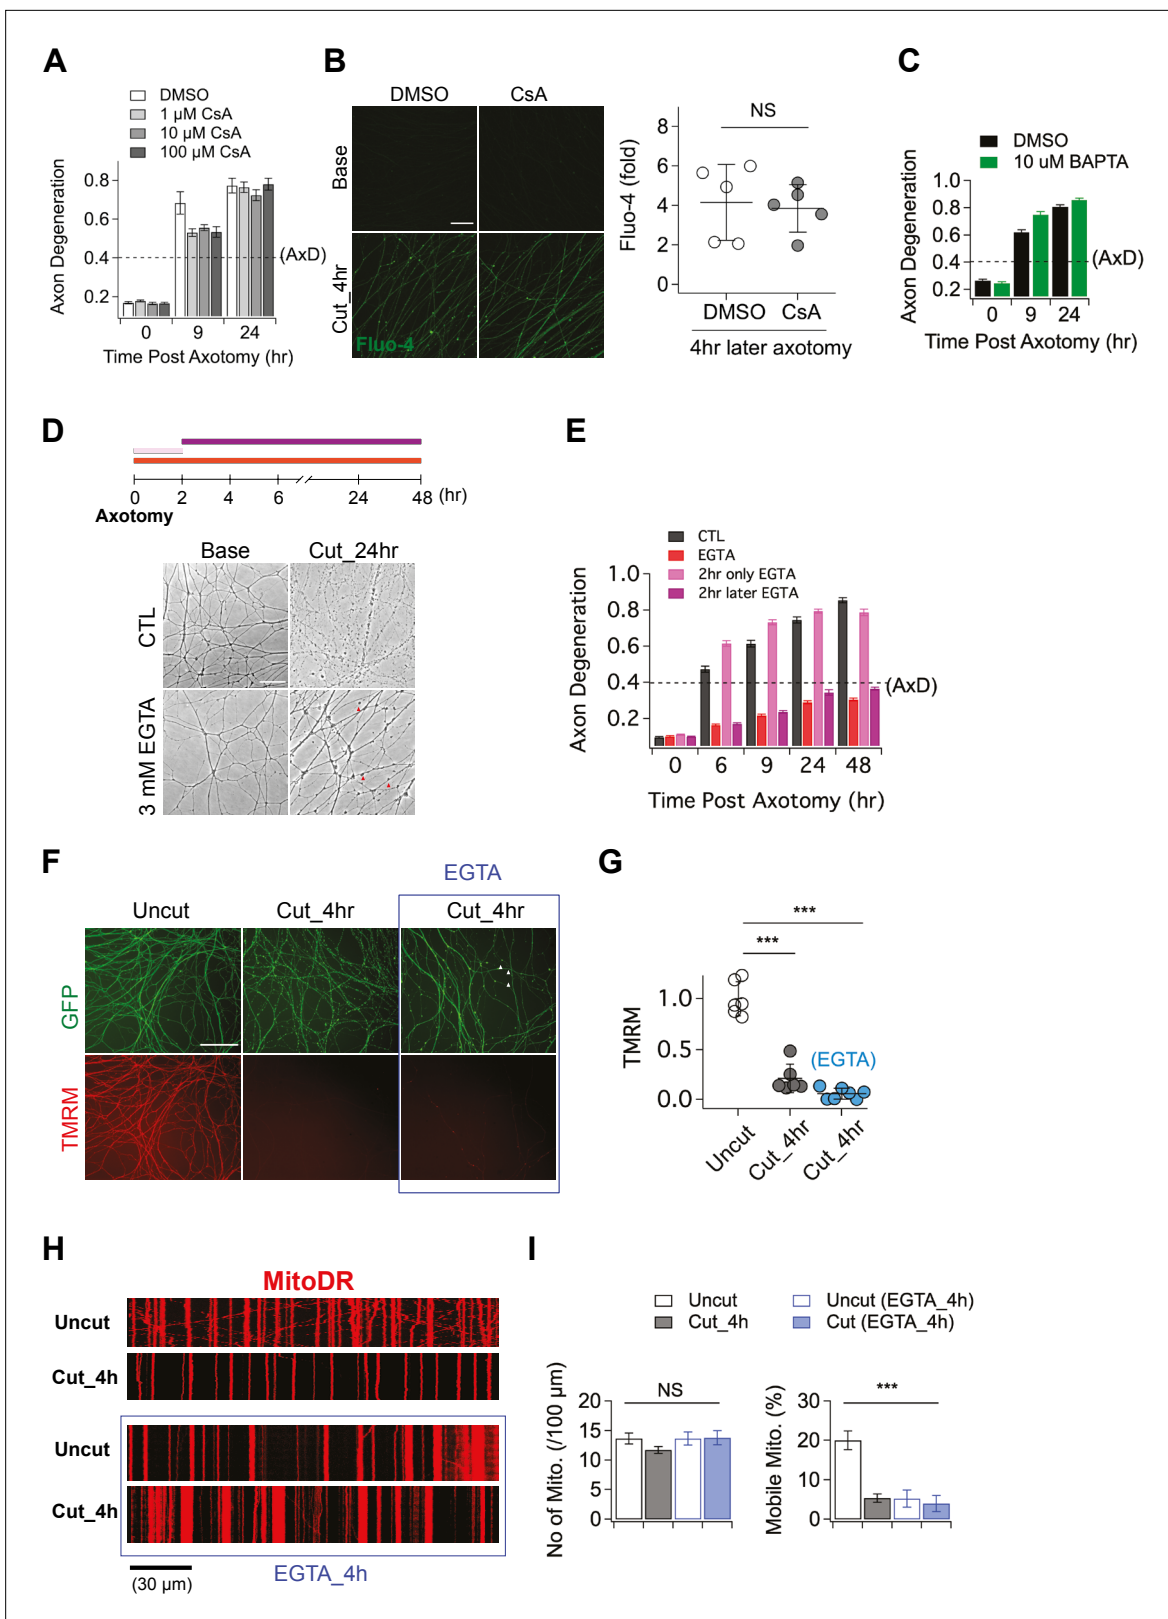 A
DMSO
1 µM CsA
10 µM CsA
100 µM CsA
Axon Degeneration
0.8
0.6
0.4
0.2
(AxD)
0 9 24
Time Post Axotomy (hr)
B
DMSO CsA
Base
Cut_4hr
Fluo-4
NS
Fluo-4 (fold)
8
6
4
2
0
DMSO CsA
4hr later axotomy
C
DMSO
10 uM BAPTA
Axon Degeneration
1.0
0.8
0.6
0.4
0.2
(AxD)
0 9 24
Time Post Axotomy (hr)
D
0 2 4 6 24 48 (hr)
Axotomy
Base Cut_24hr
CTL
3 mM EGTA
E
CTL
EGTA
2hr only EGTA
2hr later EGTA
Axon Degeneration
1.0
0.8
0.6
0.4
0.2
(AxD)
0 6 9 24 48
Time Post Axotomy (hr)
F
EGTA
Uncut Cut_4hr Cut_4hr
GFP
TMRM
G
***
***
TMRM
1.0
0.5
0.0
(EGTA)
Uncut Cut_4hr Cut_4hr
H
MitoDR
Uncut
Cut_4h
Uncut
Cut_4h
(30 µm)
EGTA_4h
I
Uncut Uncut (EGTA_4h)
Cut_4h Cut (EGTA_4h)
No of Mito. (/100 µm)
20
15
10
5
0
NS
Mobile Mito. (%)
30
20
10
0
***